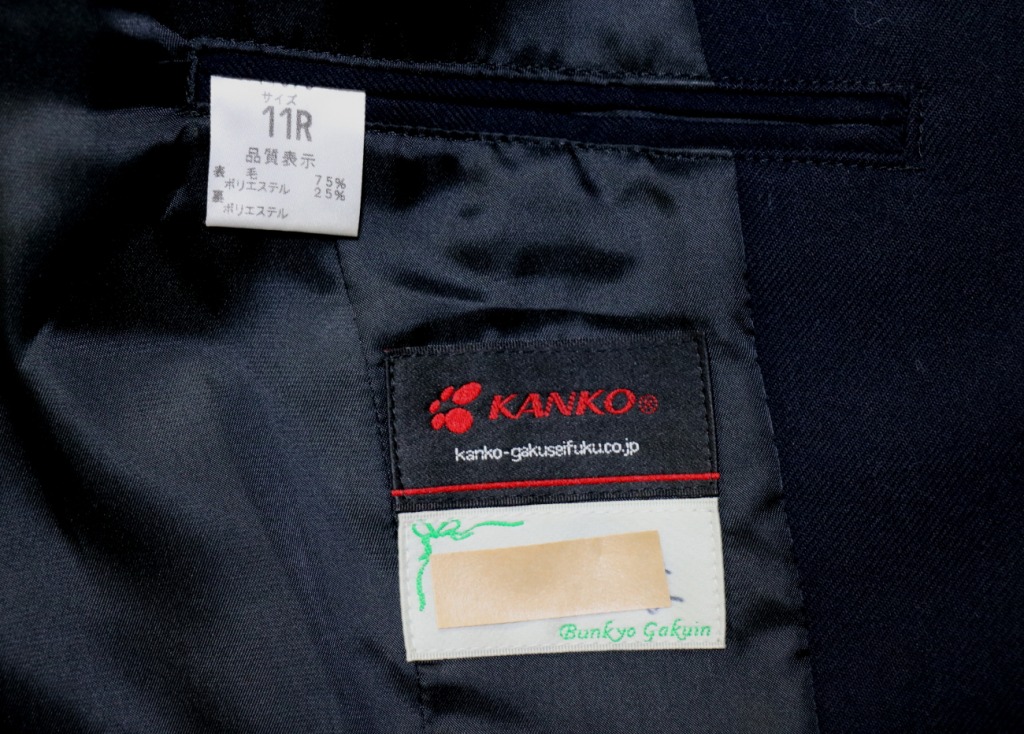 サイズ
11R
品質表示
表 毛 75%
ポリエステル 25%
裏
ポリエステル
KANKO
kanko-gakuseifuku.co.jp
Bunkyo Gakuin